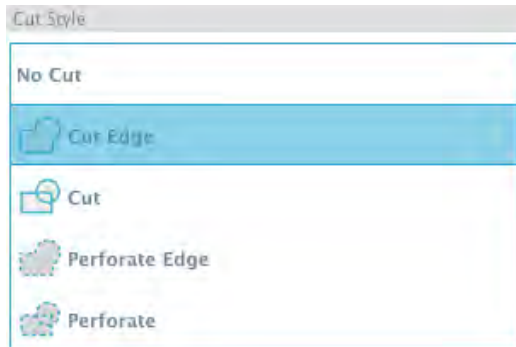 Cut Style
No Cut
Cut Edge
Cut
Perforate Edge
Perforate